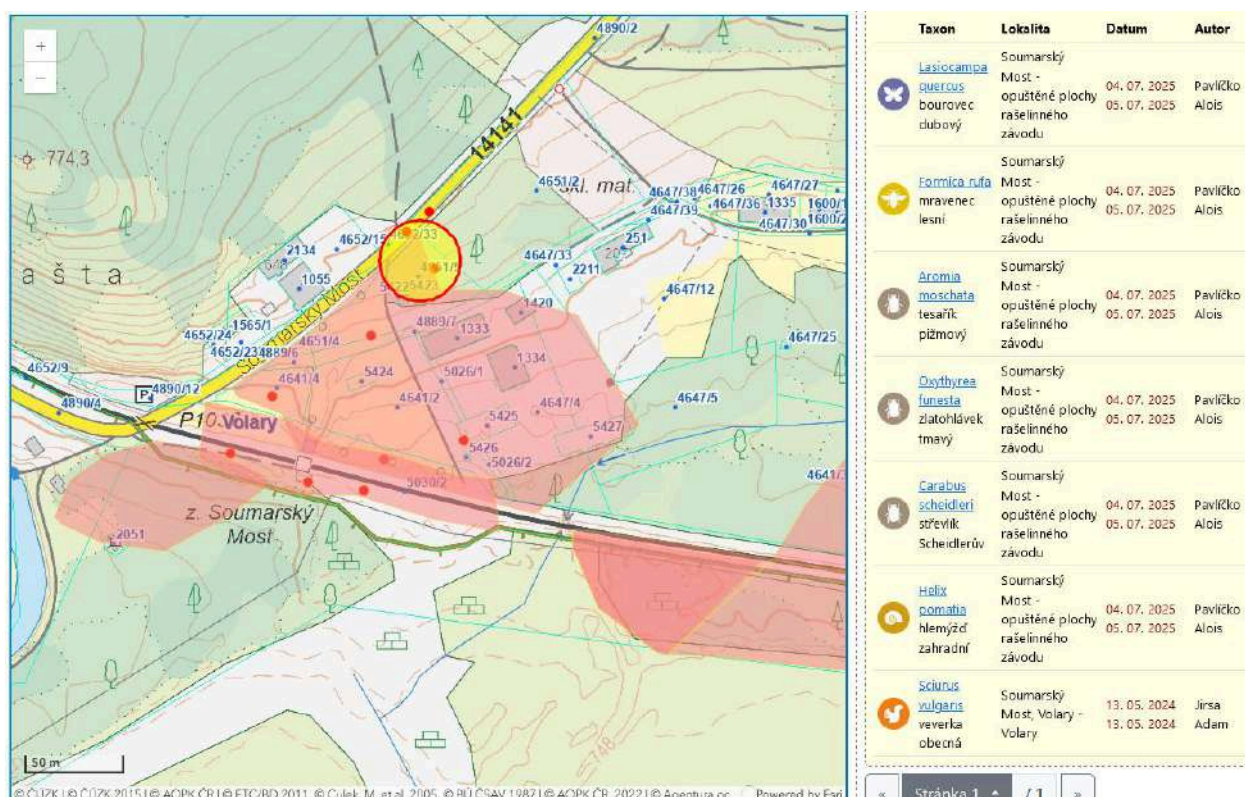 +
−
774,3
a š t a
14141
Skl. mat.
4890/2
4651/2
4647/38
4647/26
4647/27
4647/36
1335
1600/1
4647/39
4647/30
251
4652/15
2134
1055
4647/33
2211
4647/12
1420
1565/1
4652/24
4652/23
4889/6
4651/4
4889/7
1333
1334
4647/25
4652/9
4890/12
4641/4
5424
5026/1
4890/4
P
Volary
4641/2
4647/4
4647/5
5425
5427
5426
5026/2
5030/2
z. Soumarský
Most
2051
Soumarský Most
5748
50 m
Powered by Esri
Taxon Lokalita Datum Autor
Lasiocampa
quercus
bourovec
dubový
Soumarský
Most -
opuštěné plochy
rašelinného
závodu
04. 07. 2025
05. 07. 2025
Pavlíčko
Alois
Formica rufa
mravenec
lesní
Soumarský
Most -
opuštěné plochy
rašelinného
závodu
04. 07. 2025
05. 07. 2025
Pavlíčko
Alois
Aromia
moschata
tesařík
pižmový
Soumarský
Most -
opuštěné plochy
rašelinného
závodu
04. 07. 2025
05. 07. 2025
Pavlíčko
Alois
Oxythyrea
funesta
zlatohlávek
tmavý
Soumarský
Most -
opuštěné plochy
rašelinného
závodu
04. 07. 2025
05. 07. 2025
Pavlíčko
Alois
Carabus
scheidleri
střevlík
Scheidlerův
Soumarský
Most -
opuštěné plochy
rašelinného
závodu
04. 07. 2025
05. 07. 2025
Pavlíčko
Alois
Helix
pomatia
hlemýžď
zahradní
Soumarský
Most -
opuštěné plochy
rašelinného
závodu
04. 07. 2025
05. 07. 2025
Pavlíčko
Alois
Sciurus
vulgaris
veverka
obecná
Soumarský
Most, Volary -
Volary
13. 05. 2024
13. 05. 2024
Jirsa
Adam
« Stránka 1 / 1 »